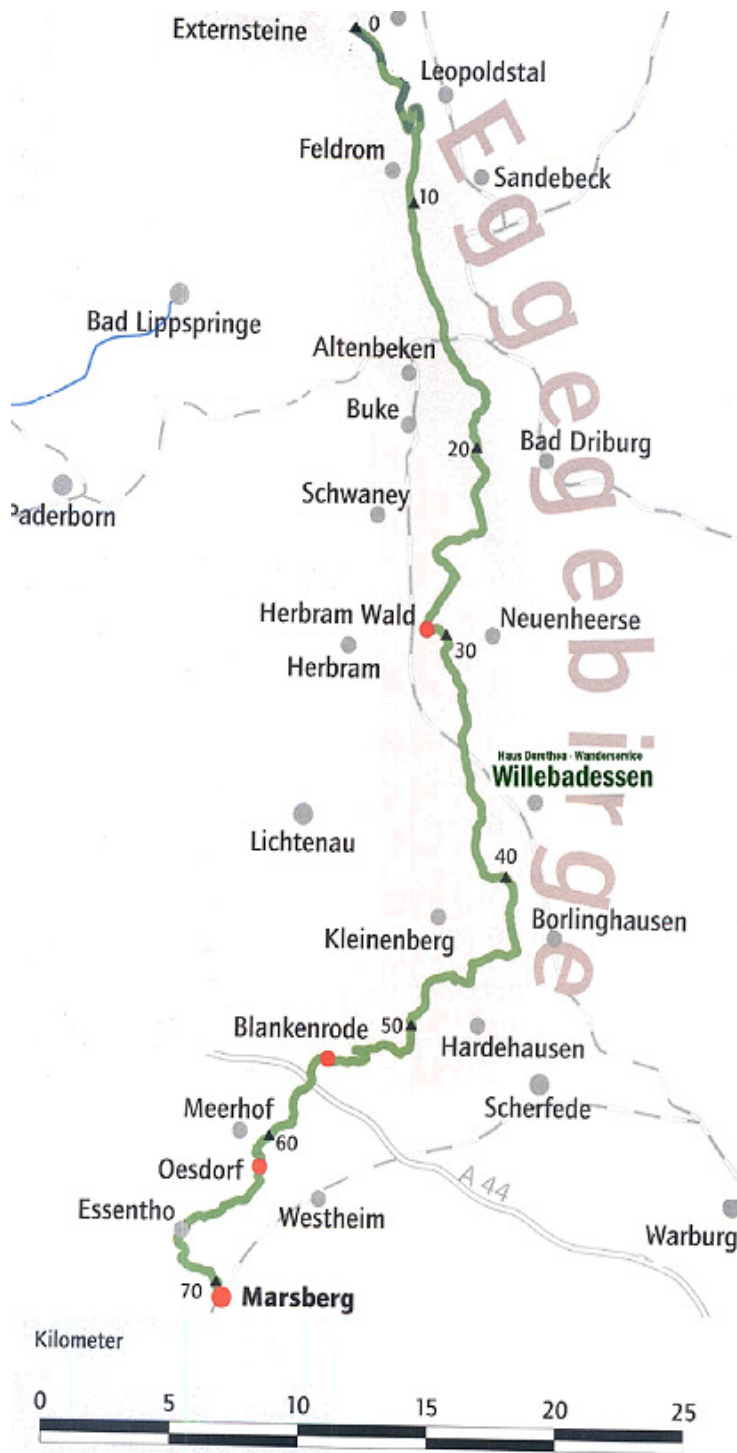 Externsteine
0
Leopoldstal
Feldrom
Sandebeck
10
Eggegebirge
Bad Lippspringe
Altenbeken
Buke
20
Bad Driburg
Schwaney
Paderborn
Herbram Wald
Neuenheerse
30
Herbram
Haus Dorothea - Wanderservice
Willebadessen
Lichtenau
40
Kleinenberg
Borlinghausen
Blankenrode
50
Hardehausen
Scherfede
Meerhof
60
Oesdorf
A 44
Essentho
Westheim
Warburg
70
Marsberg
Kilometer
0 5 10 15 20 25